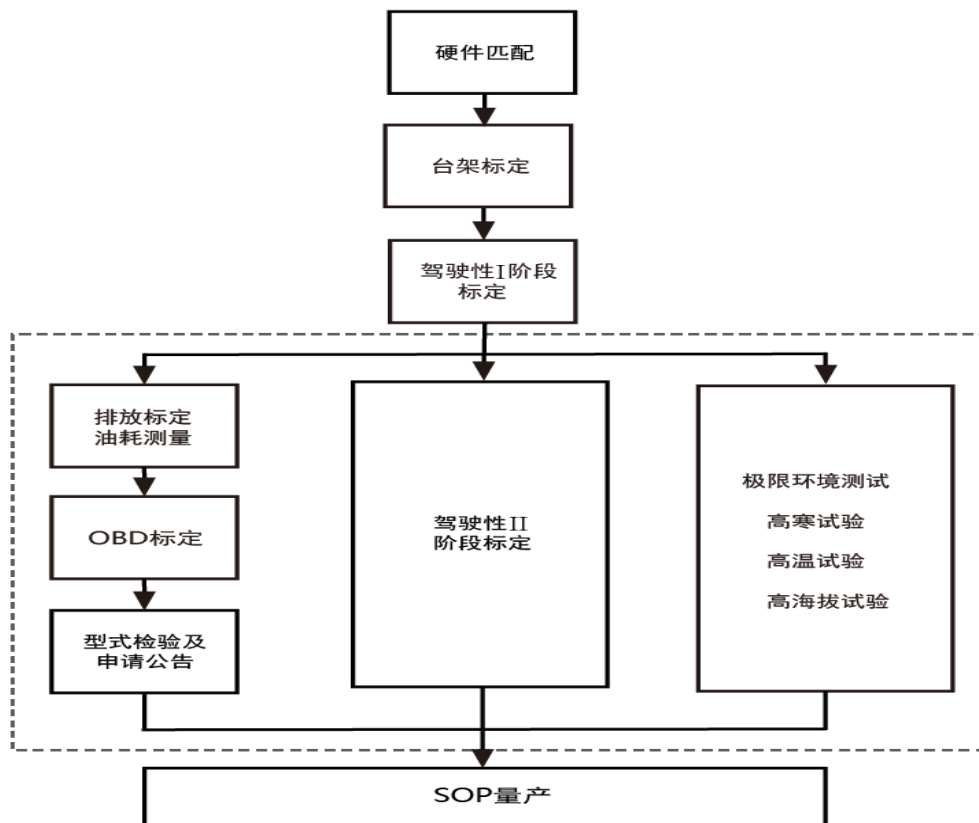 硬件匹配
台架标定
驾驶性I阶段
标定
排放标定
油耗测量
OBD标定
型式检验及
申请公告
驾驶性II
阶段标定
极限环境测试
高寒试验
高温试验
高海拔试验
SOP量产